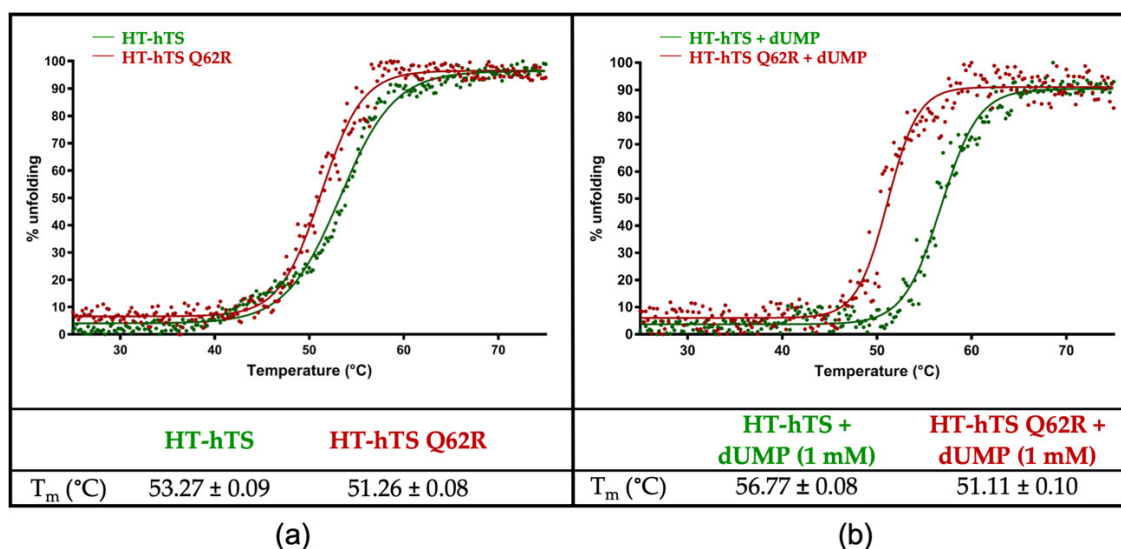 HT-hTS
HT-hTS Q62R
100
90
80
70
60
50
40
30
20
10
0
% unfolding
30 40 50 60 70
Temperature (°C)
HT-hTS HT-hTS Q62R
Tm (°C) 53.27 ± 0.09 51.26 ± 0.08
(a)
HT-hTS + dUMP
HT-hTS Q62R + dUMP
100
90
80
70
60
50
40
30
20
10
0
% unfolding
30 40 50 60 70
Temperature (°C)
HT-hTS + HT-hTS Q62R +
dUMP (1 mM) dUMP (1 mM)
Tm (°C) 56.77 ± 0.08 51.11 ± 0.10
(b)